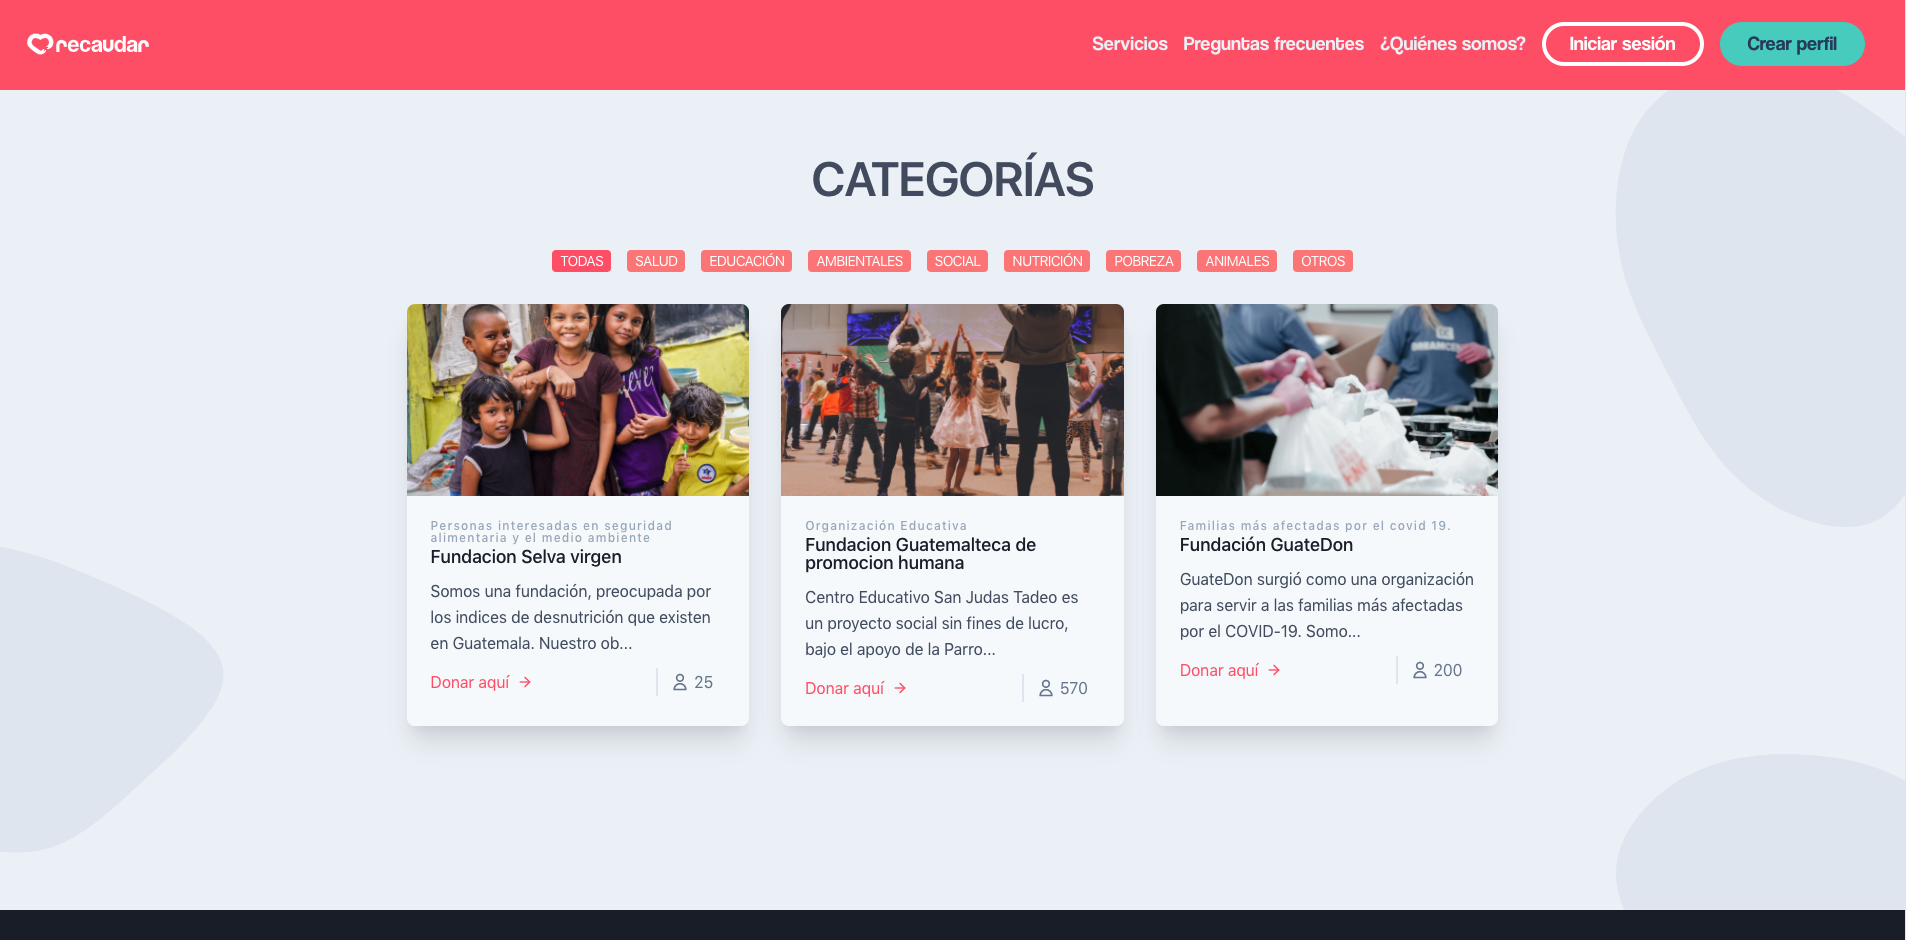 recaudar
Servicios Preguntas frecuentes ¿Quiénes somos? Iniciar sesión Crear perfil
CATEGORÍAS
TODAS SALUD EDUCACIÓN AMBIENTALES SOCIAL NUTRICIÓN POBREZA ANIMALES OTROS
Personas interesadas en seguridad
alimentaria y el medio ambiente
Fundacion Selva virgen
Somos una fundación, preocupada por
los indices de desnutrición que existen
en Guatemala. Nuestro ob...
Donar aquí → 25
Organización Educativa
Fundacion Guatemalteca de
promocion humana
Centro Educativo San Judas Tadeo es
un proyecto social sin fines de lucro,
bajo el apoyo de la Parro...
Donar aquí → 570
Familias más afectadas por el covid 19.
Fundación GuateDon
GuateDon surgió como una organización
para servir a las familias más afectadas
por el COVID-19. Somo...
Donar aquí → 200